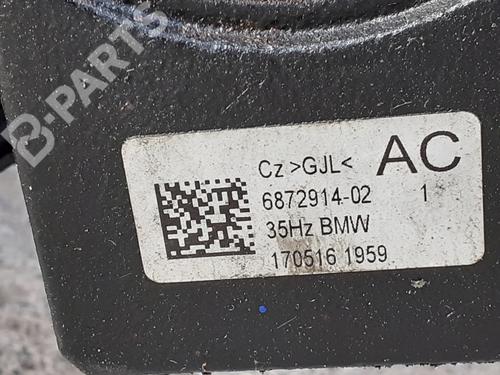 B-PARTS
Cz >GJL< AC
6872914-02 1
35Hz BMW
170516 1959